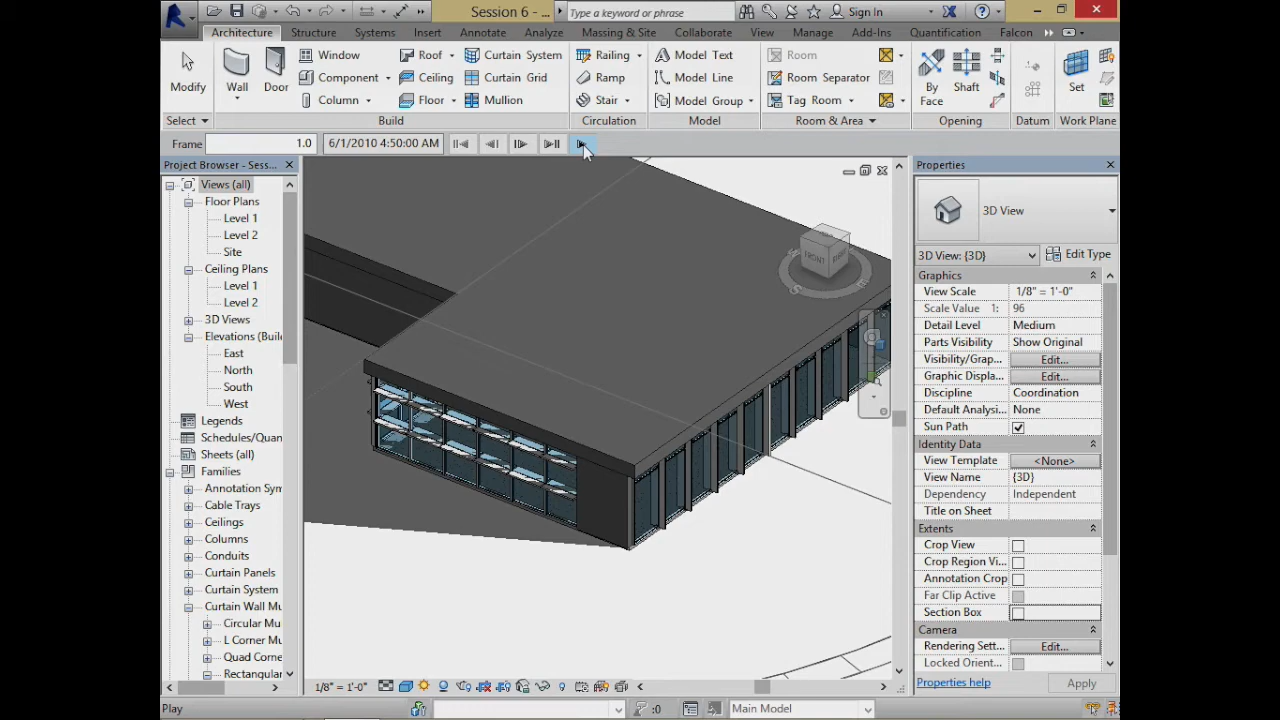 Session 6 - ...
Type a keyword or phrase
Sign In
Architecture Structure Systems Insert Annotate Analyze Massing & Site Collaborate View Manage Add-Ins Quantification Falcon
Modify
Wall
Door
Window
Component
Column
Roof
Ceiling
Floor
Curtain System
Curtain Grid
Mullion
Railing
Ramp
Stair
Model Text
Model Line
Model Group
Room
Room Separator
Tag Room
By Face
Shaft
Set
Select Build Circulation Model Room & Area Opening Datum Work Plane
Frame 1.0 6/1/2010 4:50:00 AM
Project Browser - Sess...
Views (all)
Floor Plans
Level 1
Level 2
Site
Ceiling Plans
Level 1
Level 2
3D Views
Elevations (Buil
East
North
South
West
Legends
Schedules/Quan
Sheets (all)
Families
Annotation Sym
Cable Trays
Ceilings
Columns
Conduits
Curtain Panels
Curtain System
Curtain Wall Mu
Circular Mu
L Corner Mu
Quad Corne
Rectangular
FRONT
Properties
3D View
3D View: {3D} Edit Type
Graphics
View Scale 1/8" = 1'-0"
Scale Value 1: 96
Detail Level Medium
Parts Visibility Show Original
Visibility/Grap... Edit...
Graphic Displa... Edit...
Discipline Coordination
Default Analysi... None
Sun Path
Identity Data
View Template <None>
View Name {3D}
Dependency Independent
Title on Sheet
Extents
Crop View
Crop Region Vi...
Annotation Crop
Far Clip Active
Section Box
Camera
Rendering Sett... Edit...
Locked Orient...
Properties help Apply
1/8" = 1'-0"
Play :0 Main Model